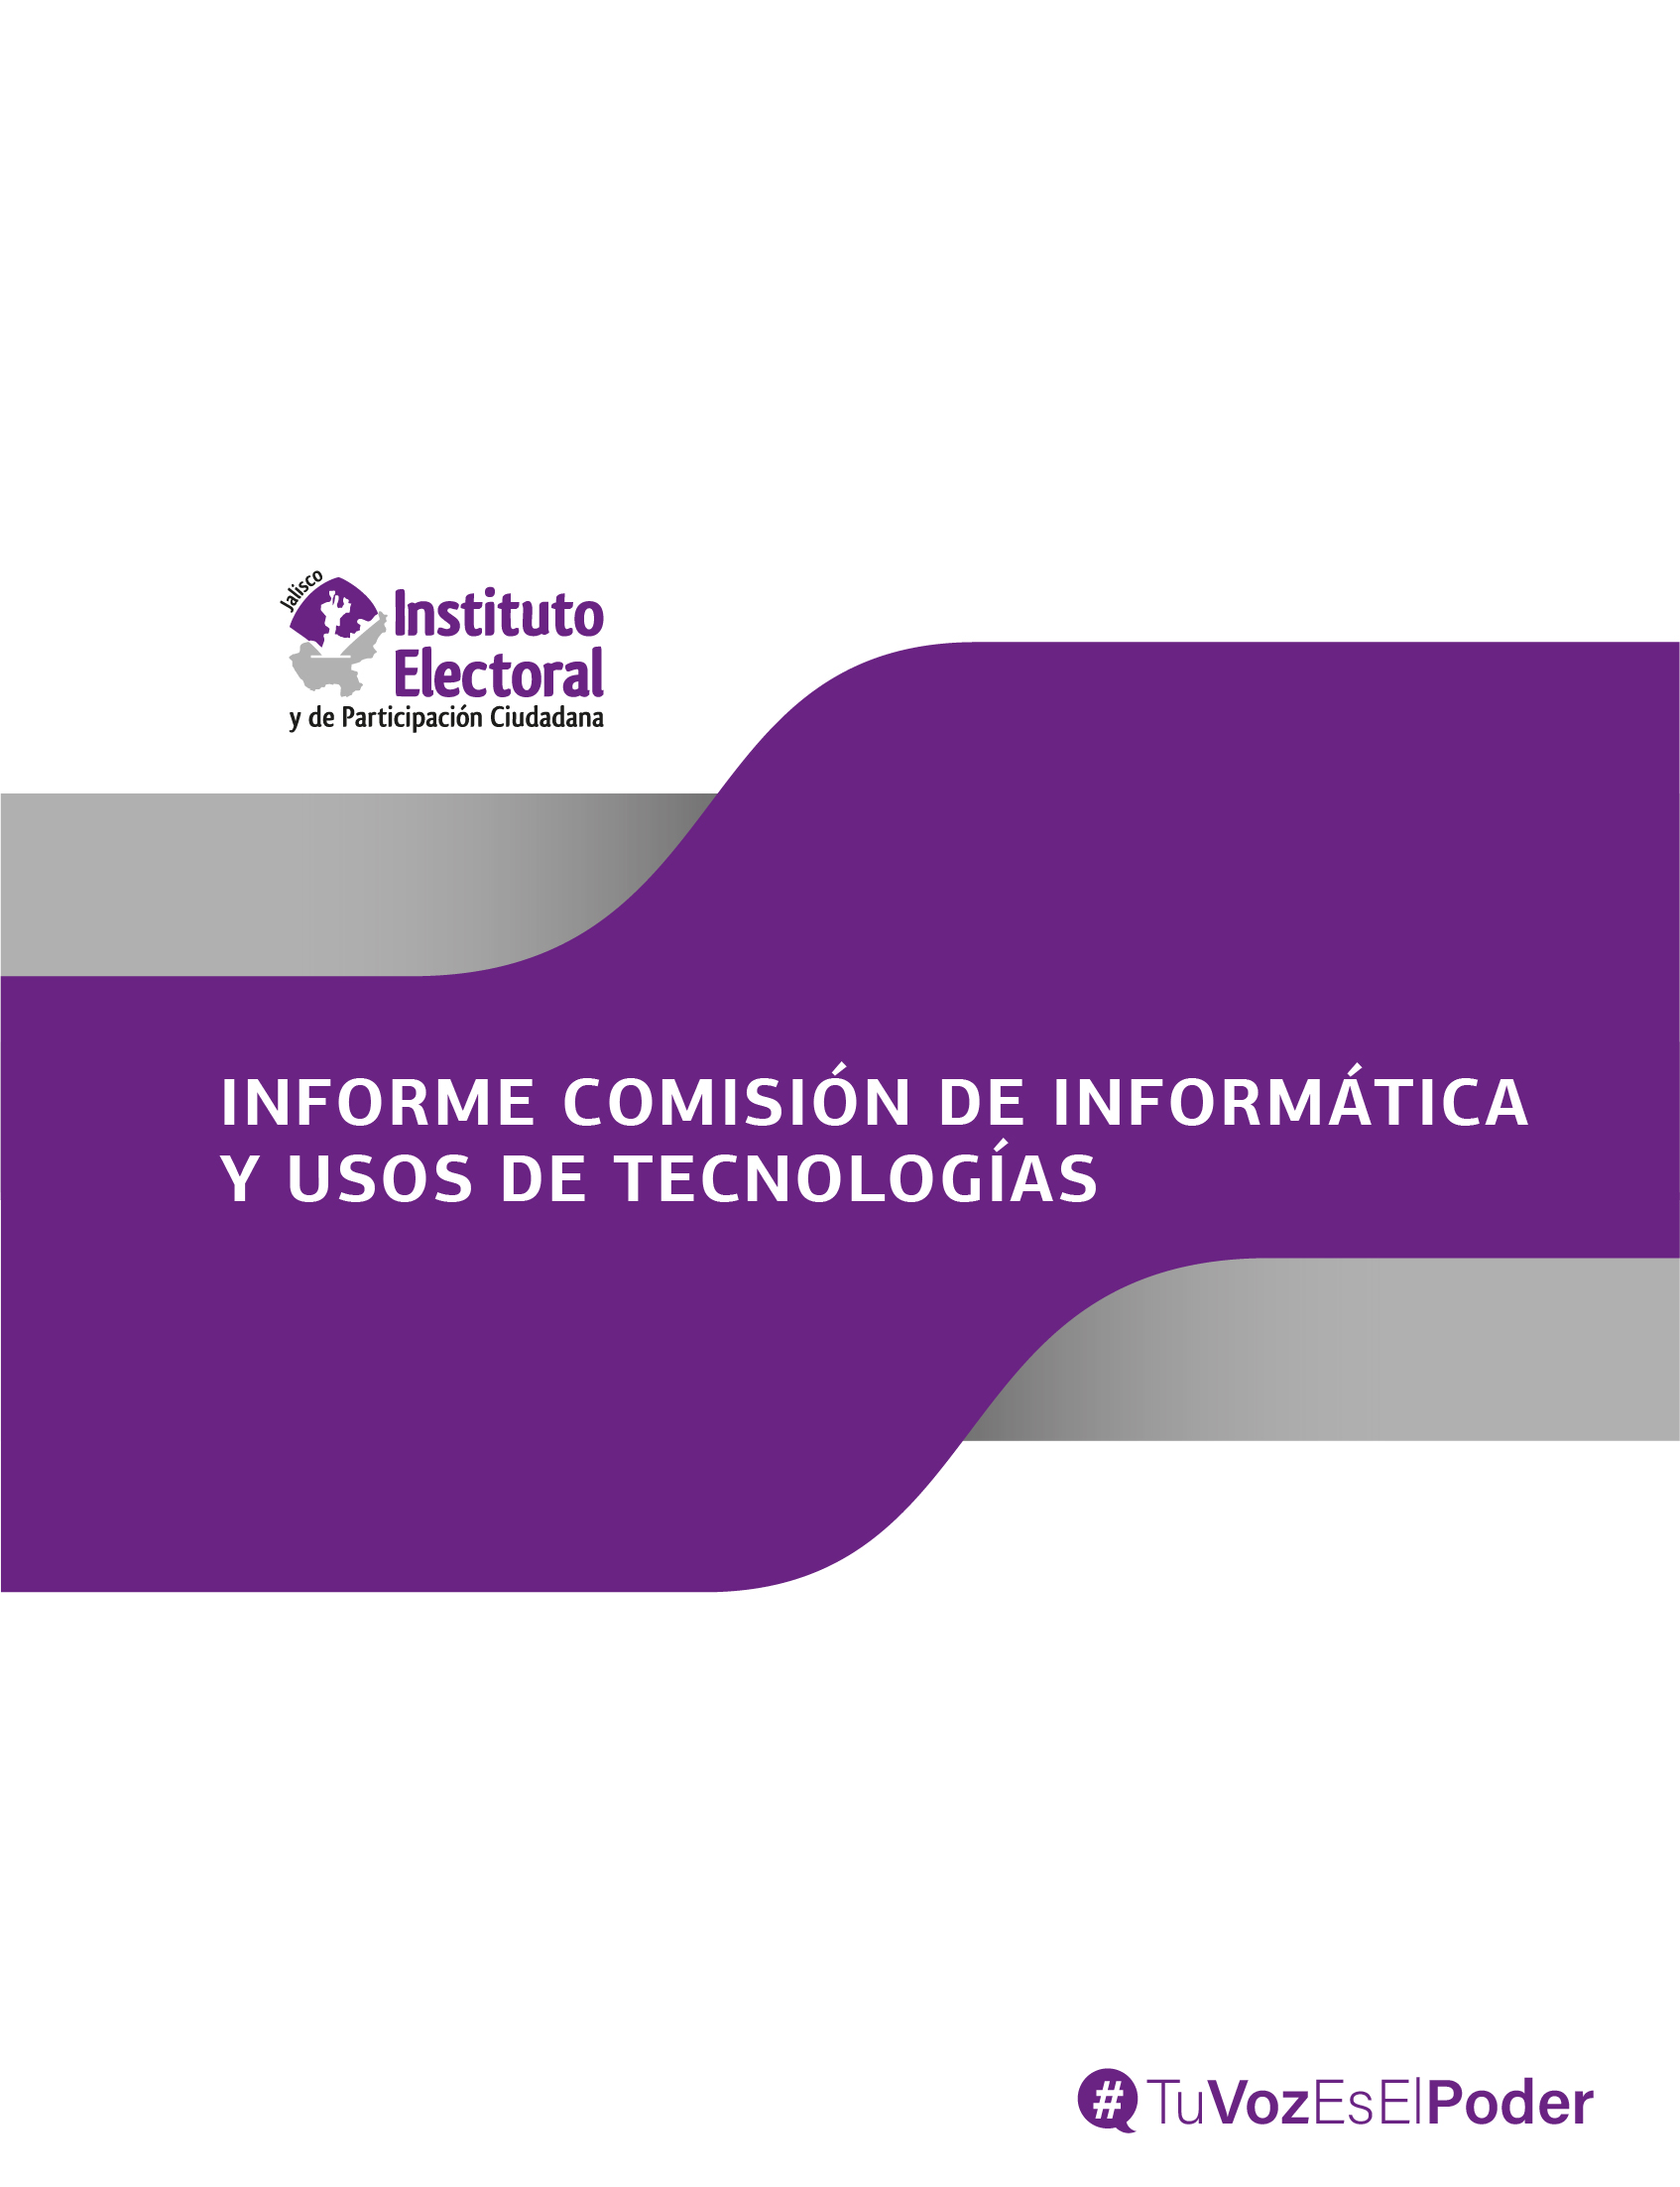 Jalisco
Instituto
Electoral
y de Participación Ciudadana
INFORME COMISIÓN DE INFORMÁTICA
Y USOS DE TECNOLOGÍAS
#TuVozEsElPoder